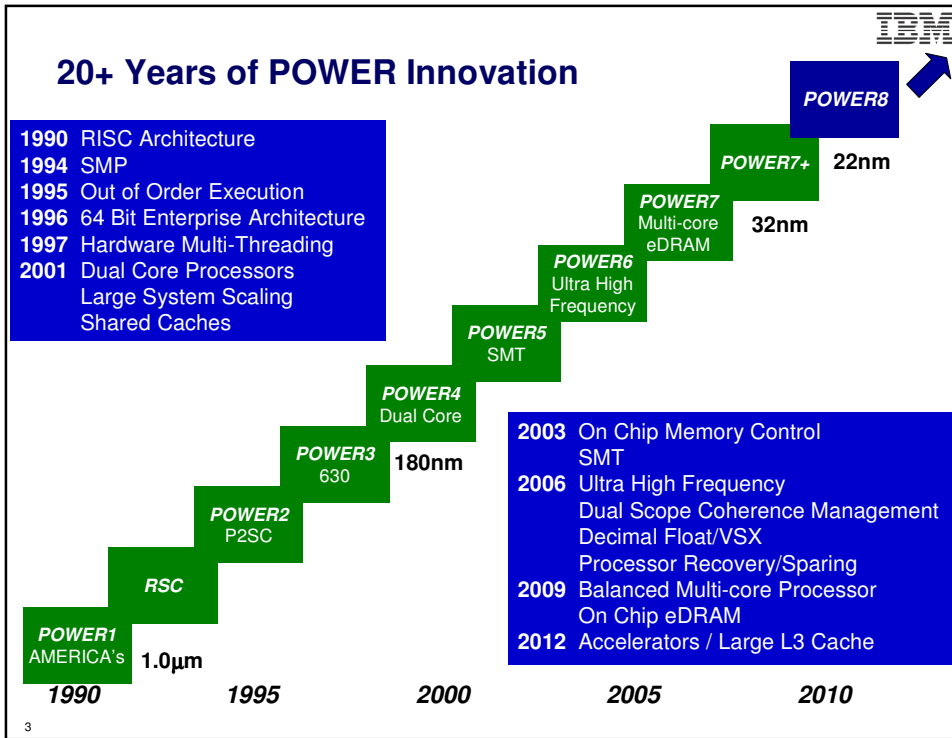 IBM
20+ Years of POWER Innovation
1990 RISC Architecture
1994 SMP
1995 Out of Order Execution
1996 64 Bit Enterprise Architecture
1997 Hardware Multi-Threading
2001 Dual Core Processors
Large System Scaling
Shared Caches
POWER8
22nm
POWER7+
32nm
POWER7
Multi-core
eDRAM
POWER6
Ultra High
Frequency
POWER5
SMT
POWER4
Dual Core
180nm
POWER3
630
POWER2
P2SC
RSC
POWER1
AMERICA's
1.0µm
2003 On Chip Memory Control
SMT
2006 Ultra High Frequency
Dual Scope Coherence Management
Decimal Float/VSX
Processor Recovery/Sparing
2009 Balanced Multi-core Processor
On Chip eDRAM
2012 Accelerators / Large L3 Cache
1990 1995 2000 2005 2010
3